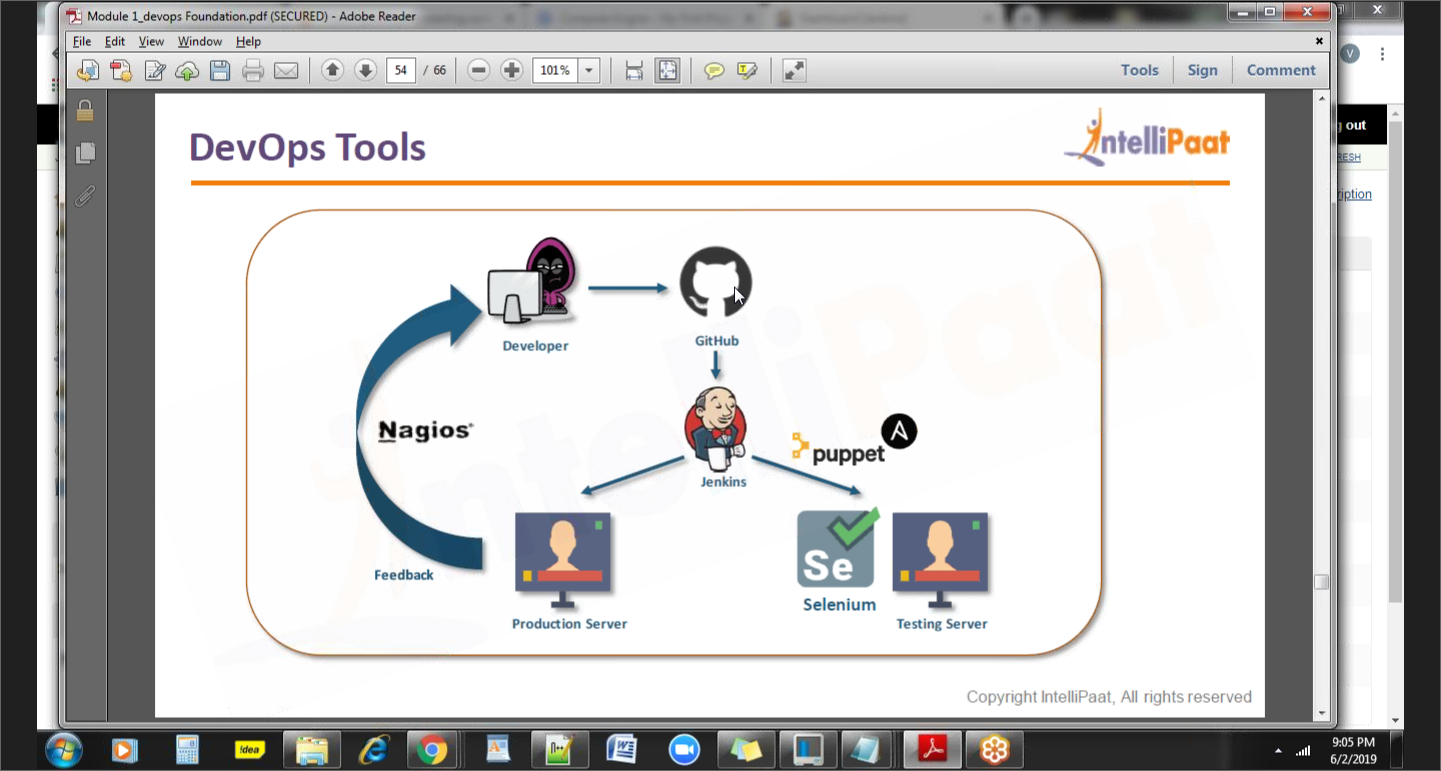 Module 1_devops Foundation.pdf (SECURED) - Adobe Reader
File Edit View Window Help
54 / 66 101% Tools Sign Comment
g out
RESH
ription
V
DevOps Tools
IntelliPaat
Developer
GitHub
Nagios®
puppet
Jenkins
Feedback
Se
Selenium
Production Server
Testing Server
Copyright IntelliPaat, All rights reserved
!dea
9:05 PM
6/2/2019